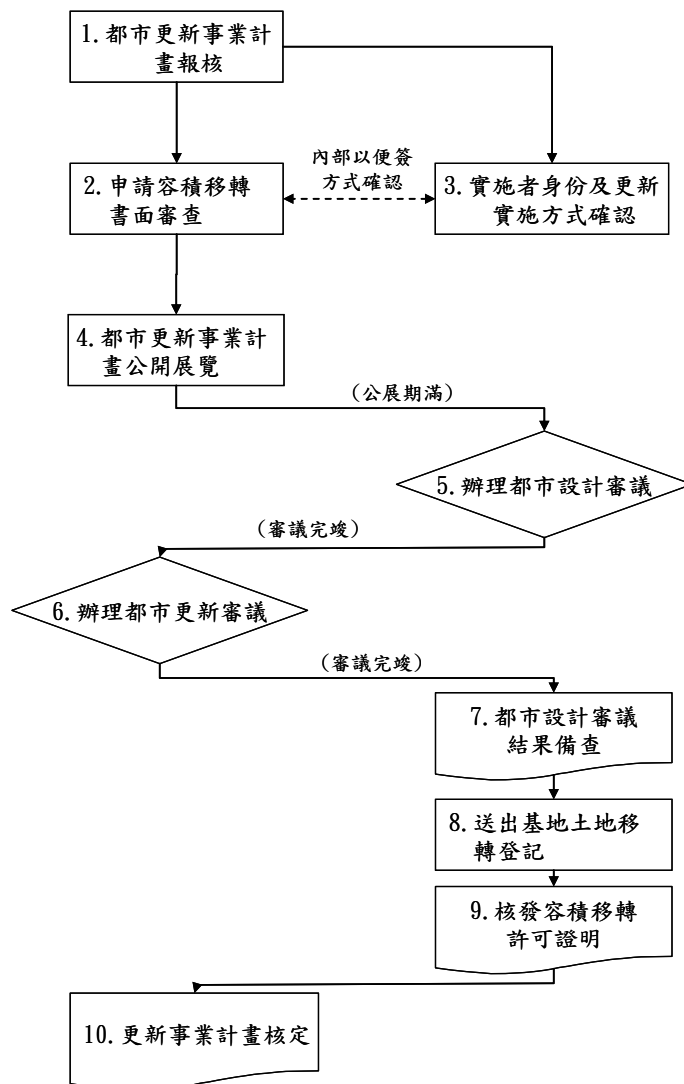 1.都市更新事業計
畫報核
內部以便簽
方式確認
2.申請容積移轉
書面審查
3.實施者身份及更新
實施方式確認
4.都市更新事業計
畫公開展覽
(公展期滿)
5.辦理都市設計審議
(審議完竣)
6.辦理都市更新審議
(審議完竣)
7.都市設計審議
結果備查
8.送出基地土地移
轉登記
9.核發容積移轉
許可證明
10.更新事業計畫核定